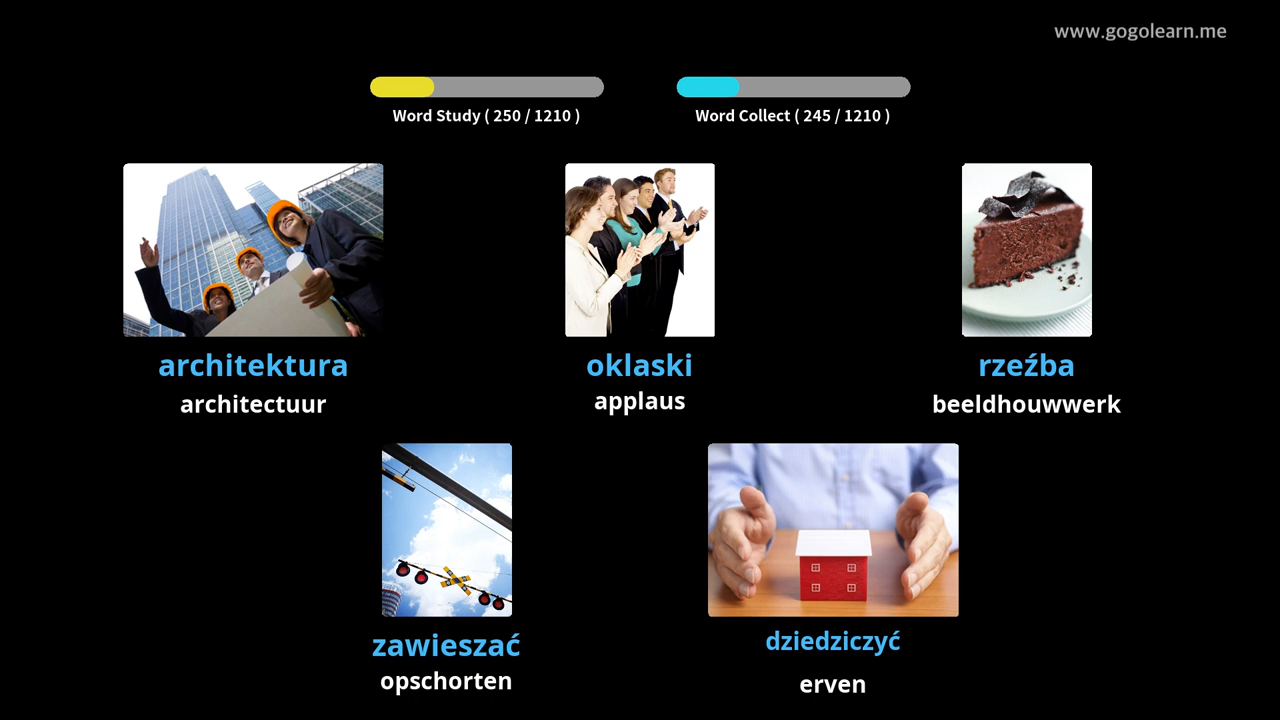 www.gogolearn.me
Word Study ( 250 / 1210 )
Word Collect ( 245 / 1210 )
architektura
architectuur
oklaski
applaus
rzeźba
beeldhouwwerk
zawieszać
opschorten
dziedziczyć
erven